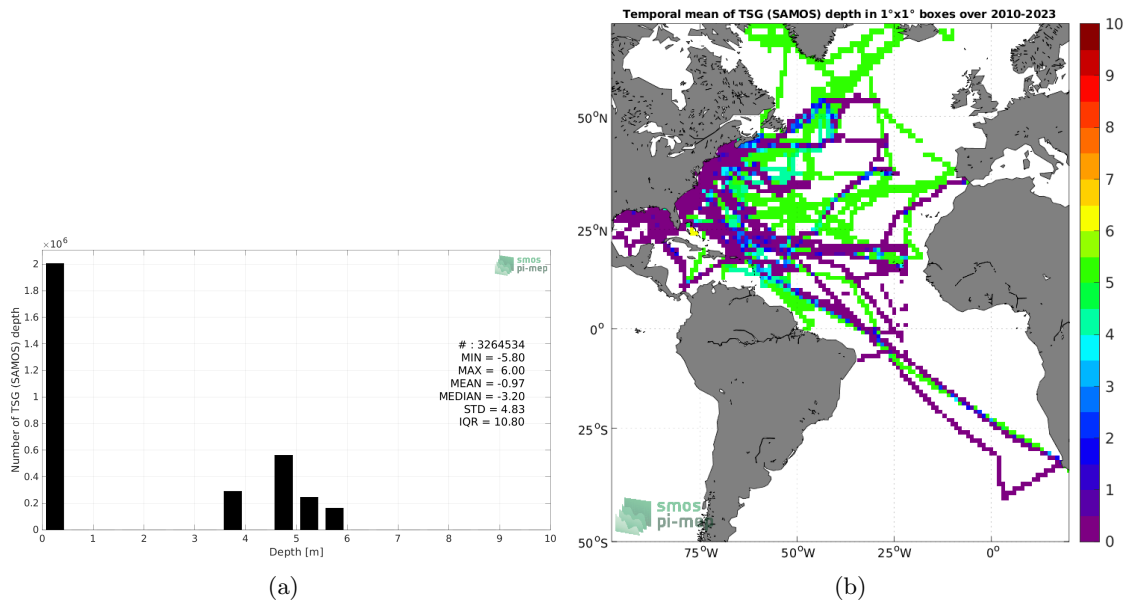 Temporal mean of TSG (SAMOS) depth in 1°x1° boxes over 2010-2023
×10⁶
2
1.8
1.6
1.4
1.2
1
0.8
0.6
0.4
0.2
0
Number of TSG (SAMOS) depth
smos
pi-mep
# : 3264534
MIN = -5.80
MAX = 6.00
MEAN = -0.97
MEDIAN = -3.20
STD = 4.83
IQR = 10.80
0 1 2 3 4 5 6 7 8 9 10
Depth [m]
(a)
50°N
25°N
0°
25°S
50°S
75°W 50°W 25°W 0°
smos
pi-mep
10
9
8
7
6
5
4
3
2
1
0
(b)